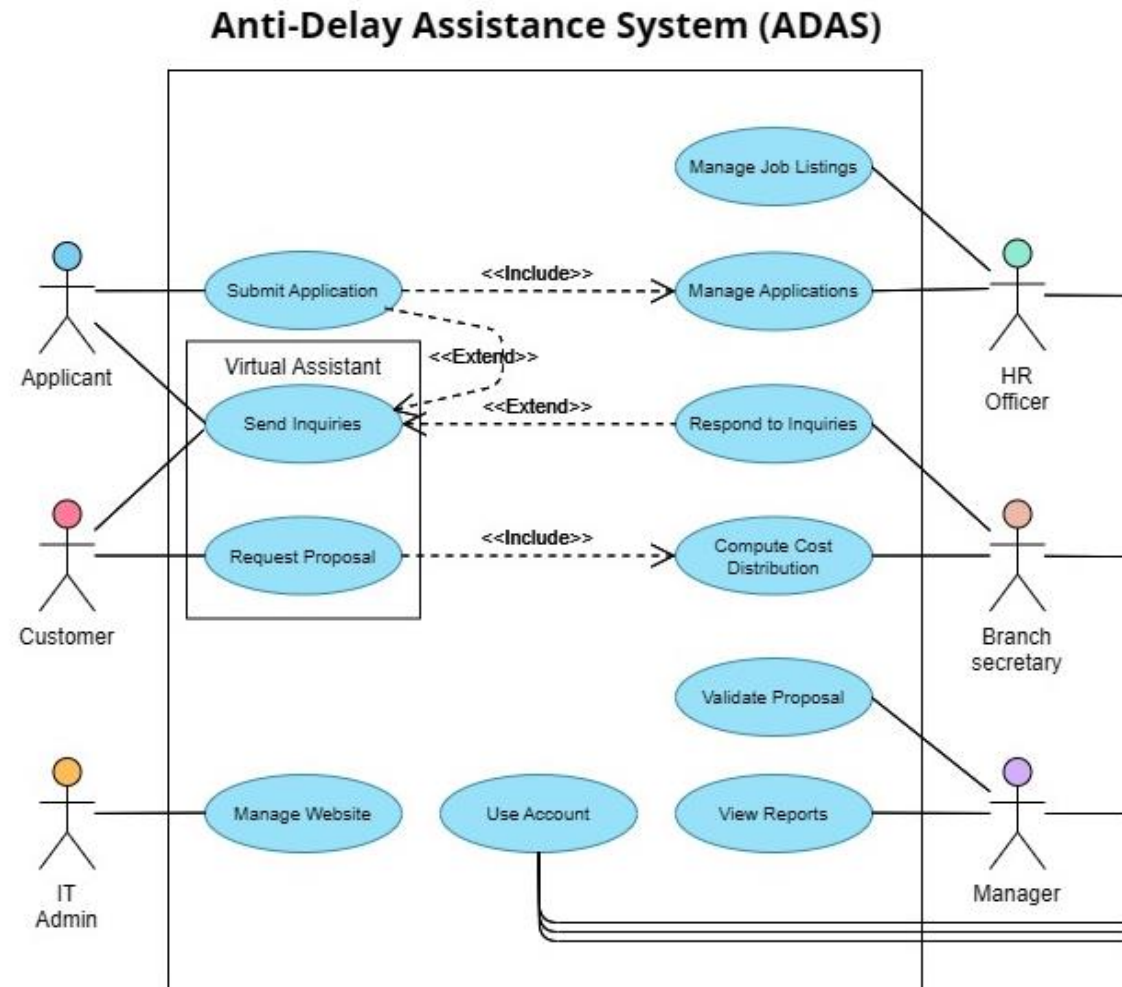 Anti-Delay Assistance System (ADAS)
Manage Job Listings
Applicant
Submit Application
<<Include>>
Manage Applications
HR
Officer
<<Extend>>
Virtual Assistant
Send Inquiries
<<Extend>>
Respond to Inquiries
Customer
Request Proposal
<<Include>>
Compute Cost
Distribution
Branch
secretary
Validate Proposal
IT
Admin
Manage Website
Use Account
View Reports
Manager